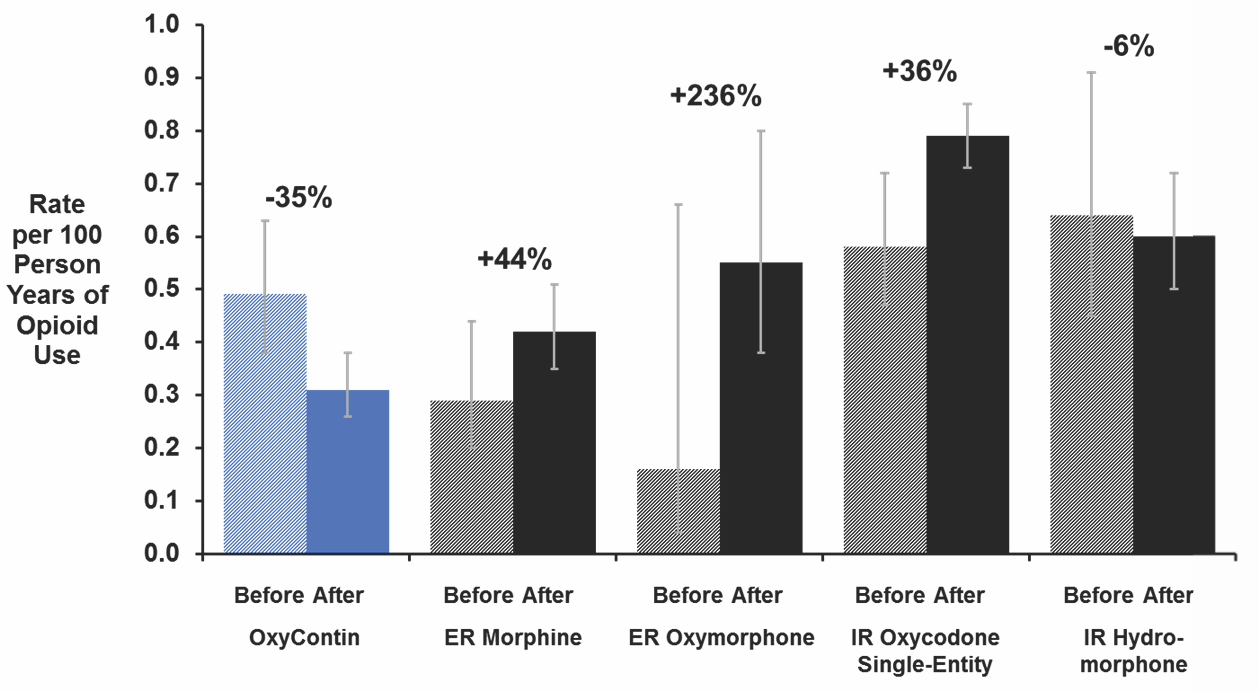 1.0
0.9
0.8
0.7
0.6
0.5
0.4
0.3
0.2
0.1
0.0
Rate
per 100
Person
Years of
Opioid
Use
-35%
+44%
+236%
+36%
-6%
Before After
Before After
Before After
Before After
Before After
OxyContin
ER Morphine
ER Oxymorphone
IR Oxycodone
Single-Entity
IR Hydro-
morphone